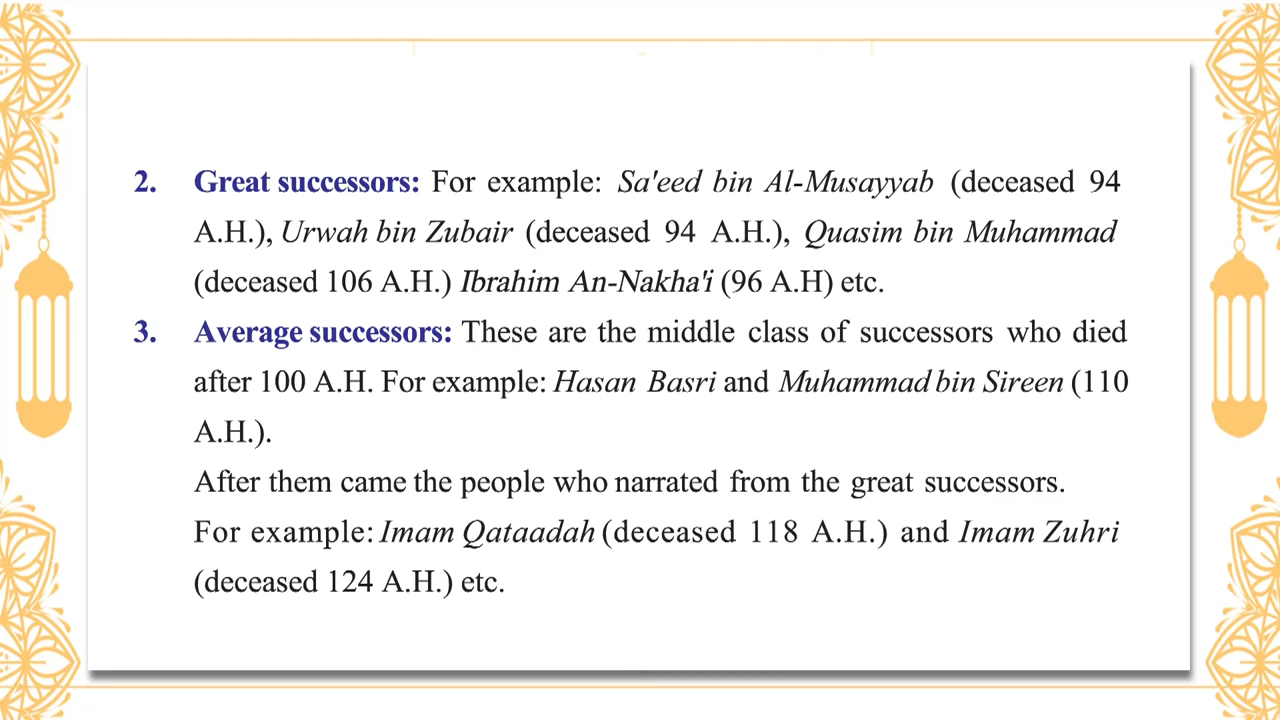 2. Great successors: For example: Sa'eed bin Al-Musayyab (deceased 94
A.H.), Urwah bin Zubair (deceased 94 A.H.), Quasim bin Muhammad
(deceased 106 A.H.) Ibrahim An-Nakha'i (96 A.H) etc.
3. Average successors: These are the middle class of successors who died
after 100 A.H. For example: Hasan Basri and Muhammad bin Sireen (110
A.H.).
After them came the people who narrated from the great successors.
For example: Imam Qataadah (deceased 118 A.H.) and Imam Zuhri
(deceased 124 A.H.) etc.